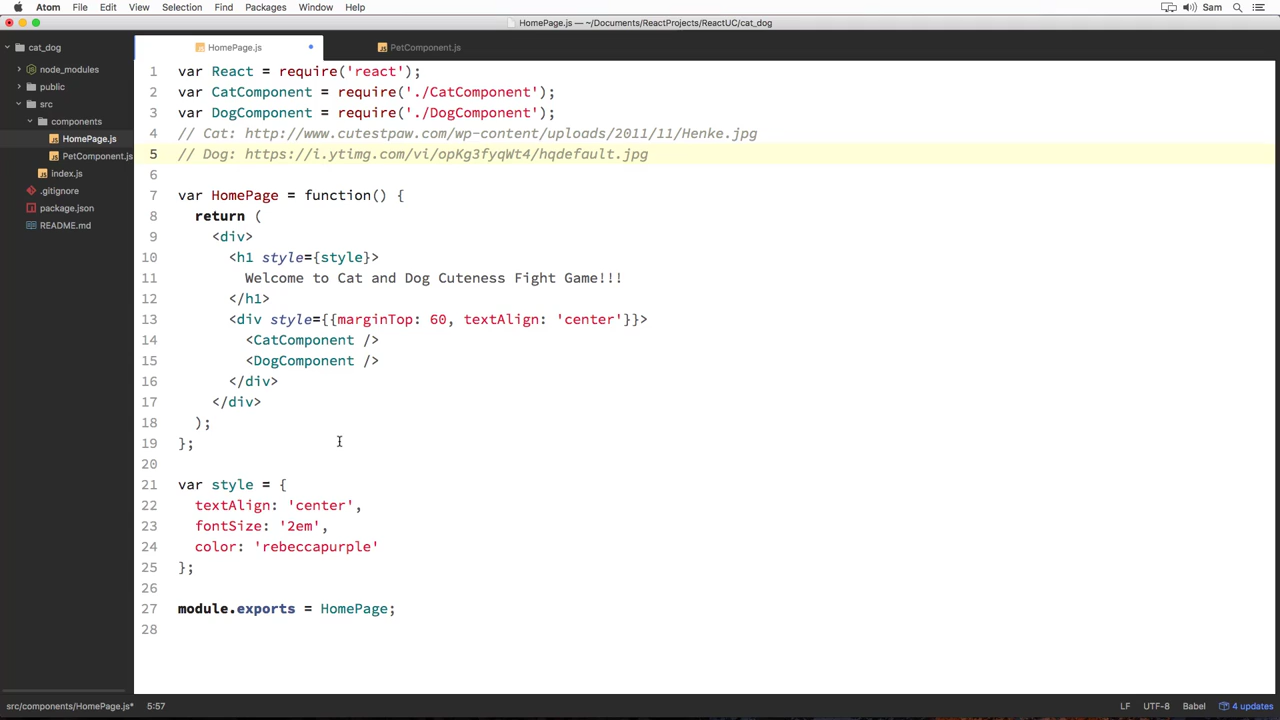 Atom File Edit View Selection Find Packages Window Help Sam
HomePage.js — ~/Documents/ReactProjects/ReactUC/cat_dog
cat_dog
node_modules
public
src
components
HomePage.js
PetComponent.js
index.js
.gitignore
package.json
README.md
HomePage.js PetComponent.js
1 var React = require('react');
2 var CatComponent = require('./CatComponent');
3 var DogComponent = require('./DogComponent');
4 // Cat: http://www.cutestpaw.com/wp-content/uploads/2011/11/Henke.jpg
5 // Dog: https://i.ytimg.com/vi/opKg3fyqWt4/hqdefault.jpg
6
7 var HomePage = function() {
8 return (
9 <div>
10 <h1 style={style}>
11 Welcome to Cat and Dog Cuteness Fight Game!!!
12 </h1>
13 <div style={{marginTop: 60, textAlign: 'center'}}>
14 <CatComponent />
15 <DogComponent />
16 </div>
17 </div>
18 );
19 };
20
21 var style = {
22 textAlign: 'center',
23 fontSize: '2em',
24 color: 'rebeccapurple'
25 };
26
27 module.exports = HomePage;
28
src/components/HomePage.js* 5:57 LF UTF-8 Babel 4 updates